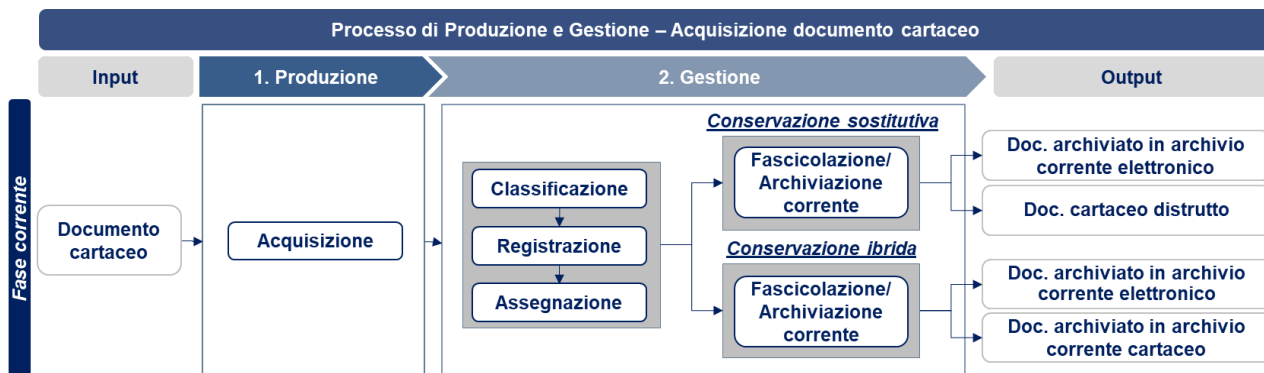 Processo di Produzione e Gestione – Acquisizione documento cartaceo
Input
1. Produzione
2. Gestione
Output
Fase corrente
Documento
cartaceo
Acquisizione
Classificazione
Registrazione
Assegnazione
Conservazione sostitutiva
Fascicolazione/
Archiviazione
corrente
Conservazione ibrida
Fascicolazione/
Archiviazione
corrente
Doc. archiviato in archivio
corrente elettronico
Doc. cartaceo distrutto
Doc. archiviato in archivio
corrente elettronico
Doc. archiviato in archivio
corrente cartaceo